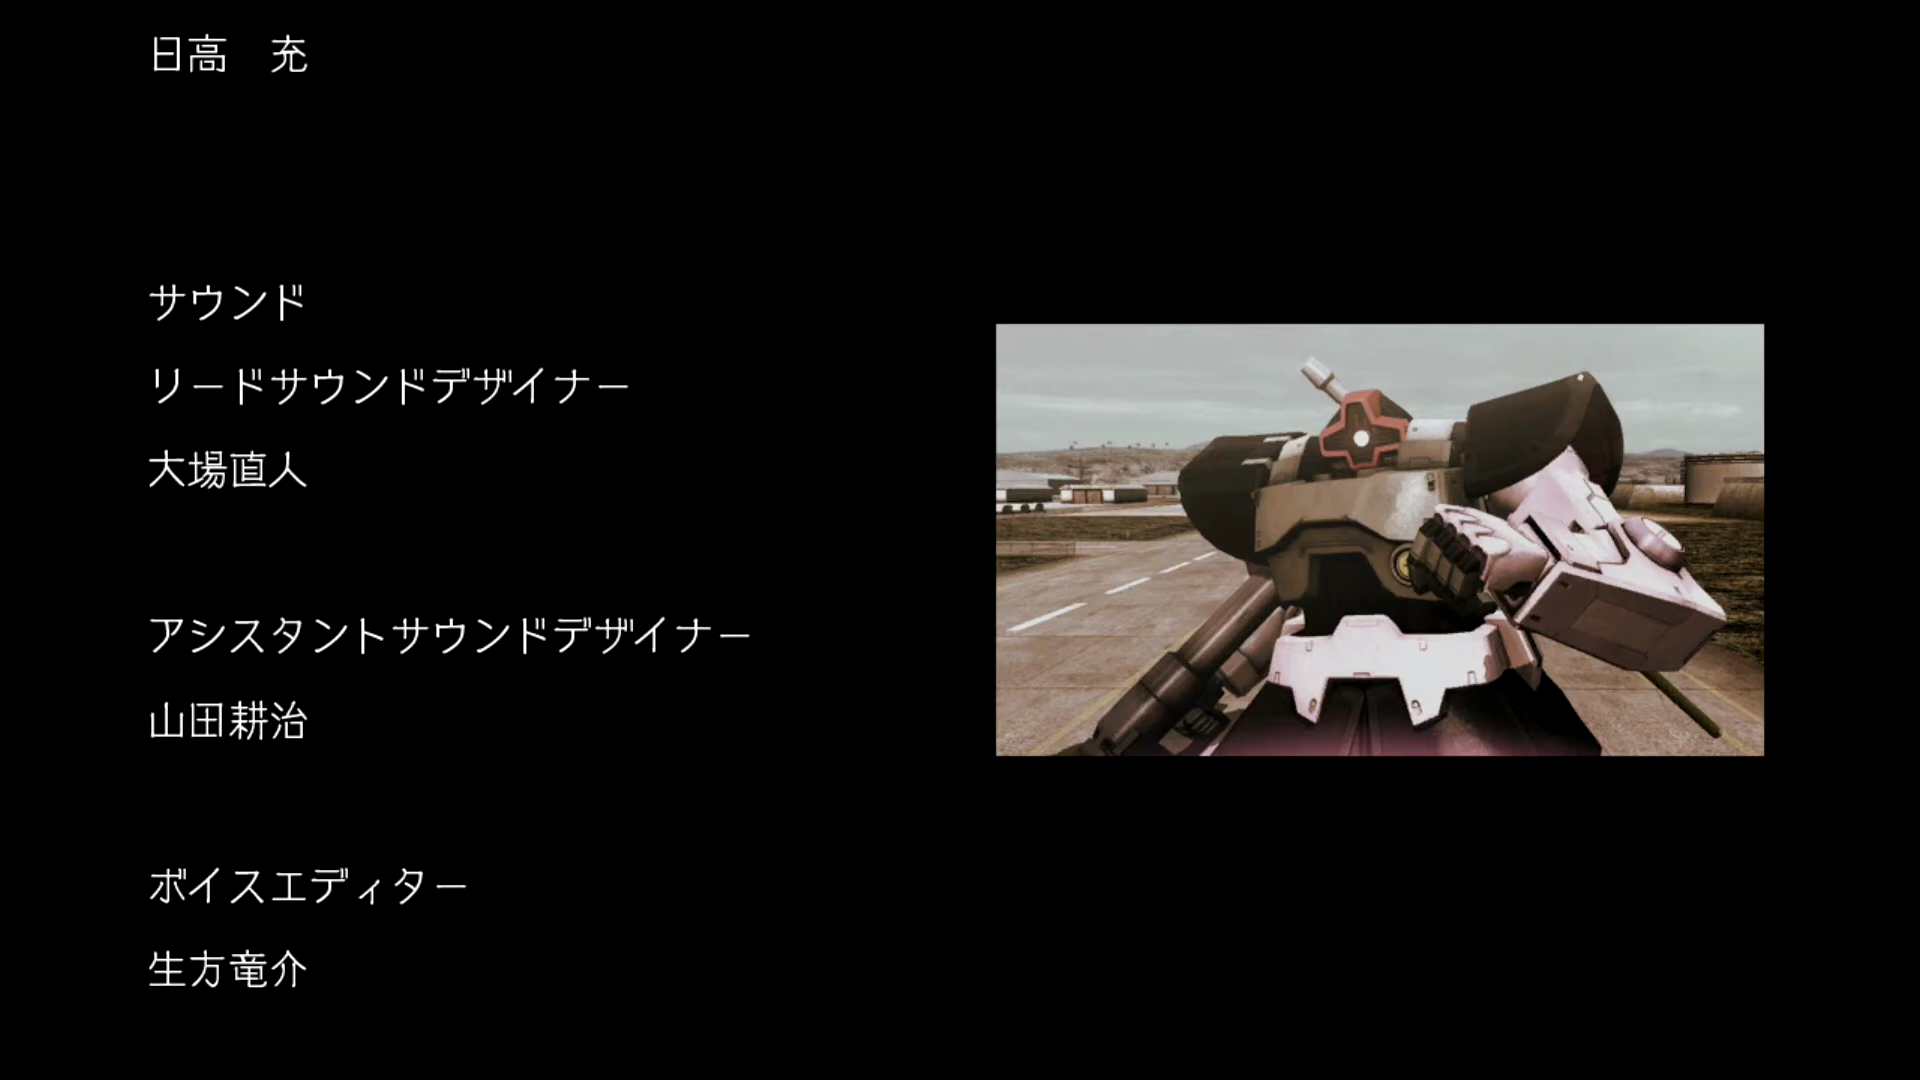 日高　充
サウンド
リードサウンドデザイナー
大場直人
アシスタントサウンドデザイナー
山田耕治
ボイスエディター
生方竜介